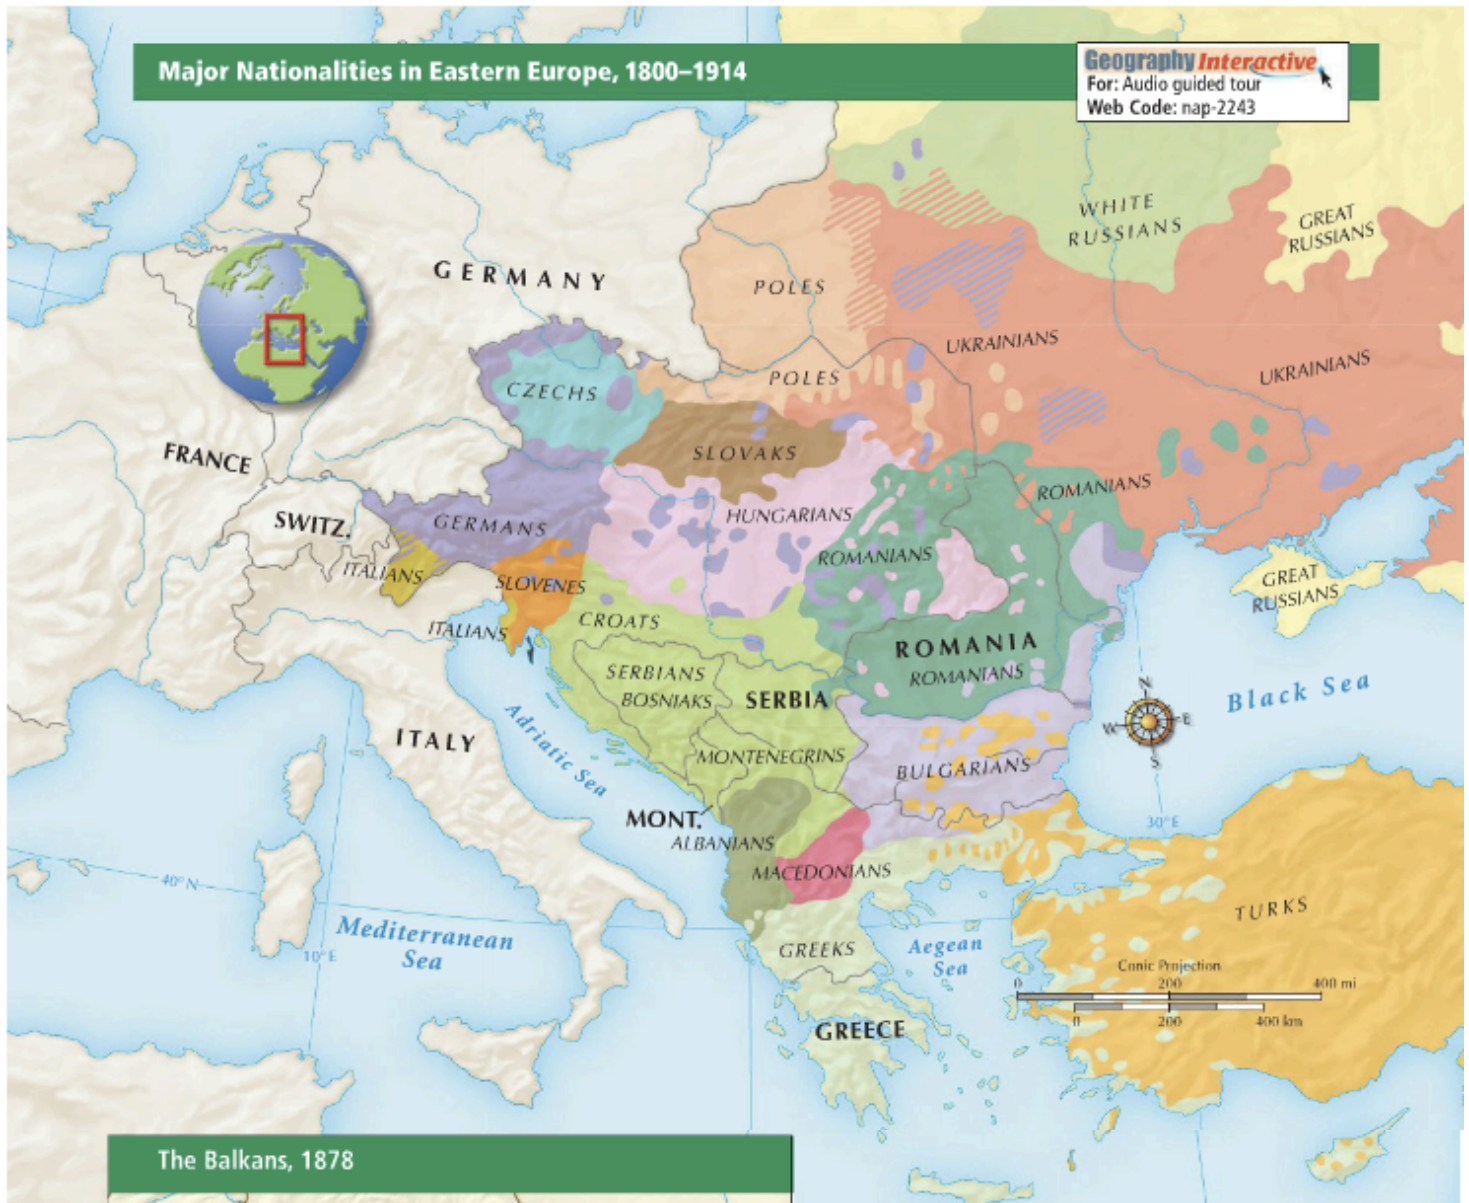 Major Nationalities in Eastern Europe, 1800–1914
Geography Interactive
For: Audio guided tour
Web Code: nap-2243
WHITE
RUSSIANS
GREAT
RUSSIANS
GERMANY
POLES
UKRAINIANS
UKRAINIANS
POLES
CZECHS
FRANCE
SLOVAKS
ROMANIANS
HUNGARIANS
SWITZ.
GERMANS
ROMANIANS
ITALIANS
SLOVENES
GREAT
RUSSIANS
ITALIANS
CROATS
ROMANIA
ROMANIANS
SERBIANS
BOSNIAKS
SERBIA
Black Sea
N
W
E
S
ITALY
Adriatic Sea
MONTENEGRINS
BULGARIANS
MONT.
30°E
ALBANIANS
MACEDONIANS
40°N
TURKS
Mediterranean
Sea
10°E
GREEKS
Aegean
Sea
Conic Projection
0 200 400 mi
0 200 400 km
GREECE
The Balkans, 1878